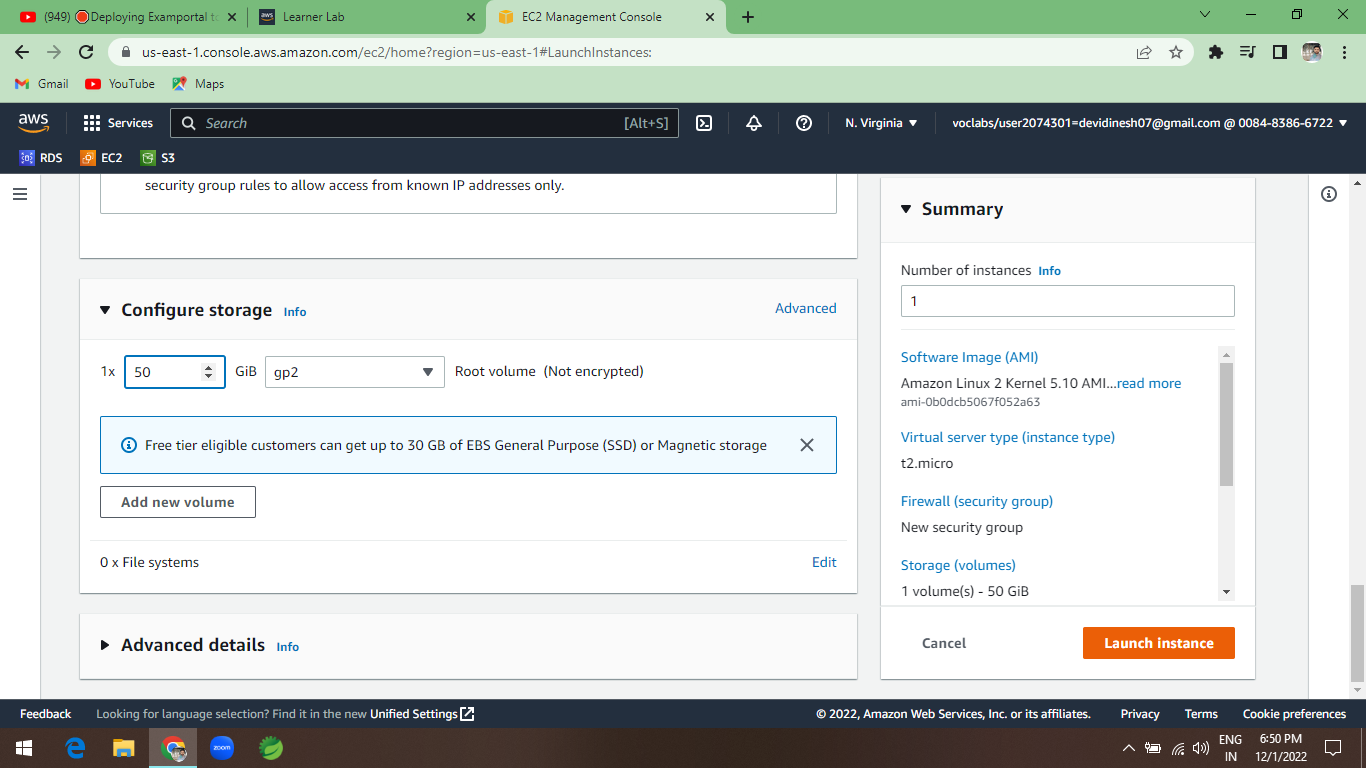 (949) 🔴Deploying Examportal to
Learner Lab
EC2 Management Console
us-east-1.console.aws.amazon.com/ec2/home?region=us-east-1#LaunchInstances:
Gmail
YouTube
Maps
aws
Services
Search
[Alt+S]
N. Virginia
voclabs/user2074301=devidinesh07@gmail.com @ 0084-8386-6722
RDS
EC2
S3
security group rules to allow access from known IP addresses only.
Configure storage Info
Advanced
1x 50 GiB gp2 Root volume (Not encrypted)
Free tier eligible customers can get up to 30 GB of EBS General Purpose (SSD) or Magnetic storage
Add new volume
0 x File systems
Edit
Advanced details Info
Summary
Number of instances Info
1
Software Image (AMI)
Amazon Linux 2 Kernel 5.10 AMI...read more
ami-0b0dcb5067f052a63
Virtual server type (instance type)
t2.micro
Firewall (security group)
New security group
Storage (volumes)
1 volume(s) - 50 GiB
Cancel
Launch instance
Feedback
Looking for language selection? Find it in the new Unified Settings
© 2022, Amazon Web Services, Inc. or its affiliates.
Privacy
Terms
Cookie preferences
zoom
ENG
IN
6:50 PM
12/1/2022